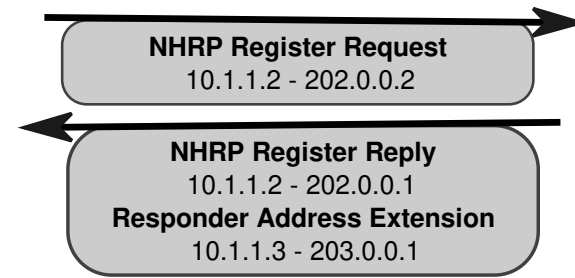 NHRP Register Request
10.1.1.2 - 202.0.0.2
NHRP Register Reply
10.1.1.2 - 202.0.0.1
Responder Address Extension
10.1.1.3 - 203.0.0.1